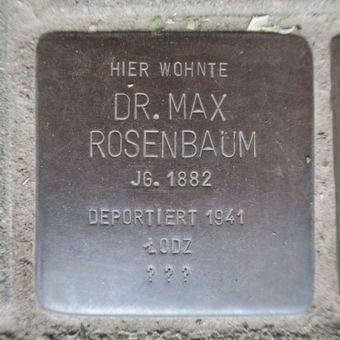 HIER WOHNTE
DR. MAX
ROSENBAUM
JG. 1882
DEPORTIERT 1941
ŁODZ
? ? ?